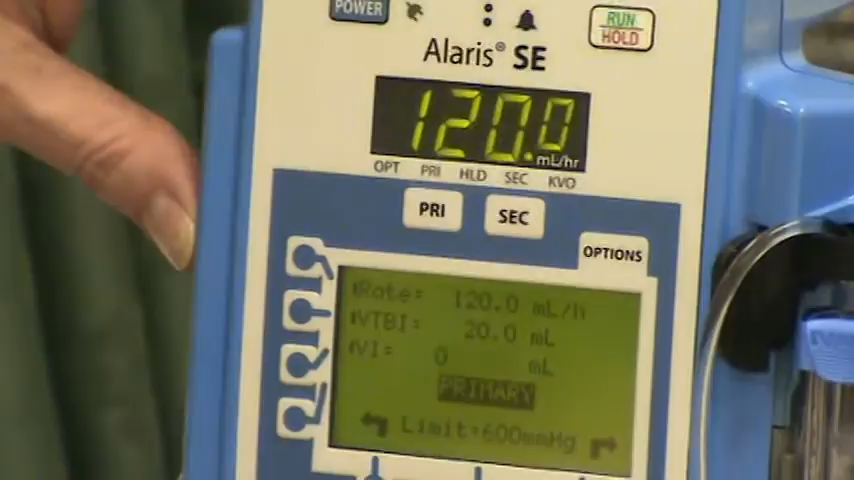 POWER
RUN
HOLD
Alaris® SE
120.0 mL/hr
OPT PRI HLD SEC KVO
PRI SEC
OPTIONS
Rate= 120.0 mL/h
VTBI= 20.0 mL
VI= 0 mL
PRIMARY
Limit=600mmHg